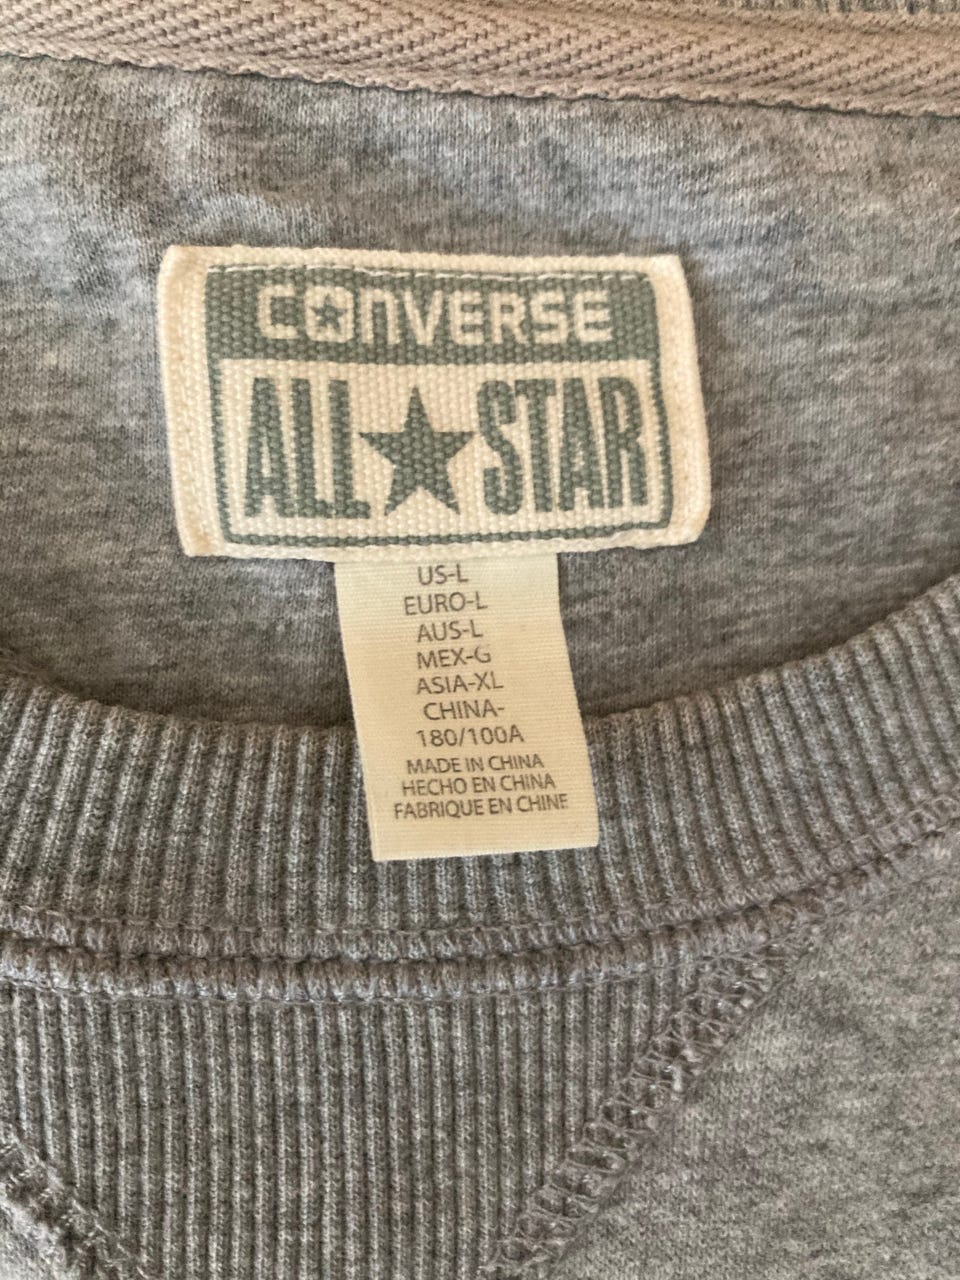 CONVERSE
ALL★STAR
US-L
EURO-L
AUS-L
MEX-G
ASIA-XL
CHINA-
180/100A
MADE IN CHINA
HECHO EN CHINA
FABRIQUE EN CHINE